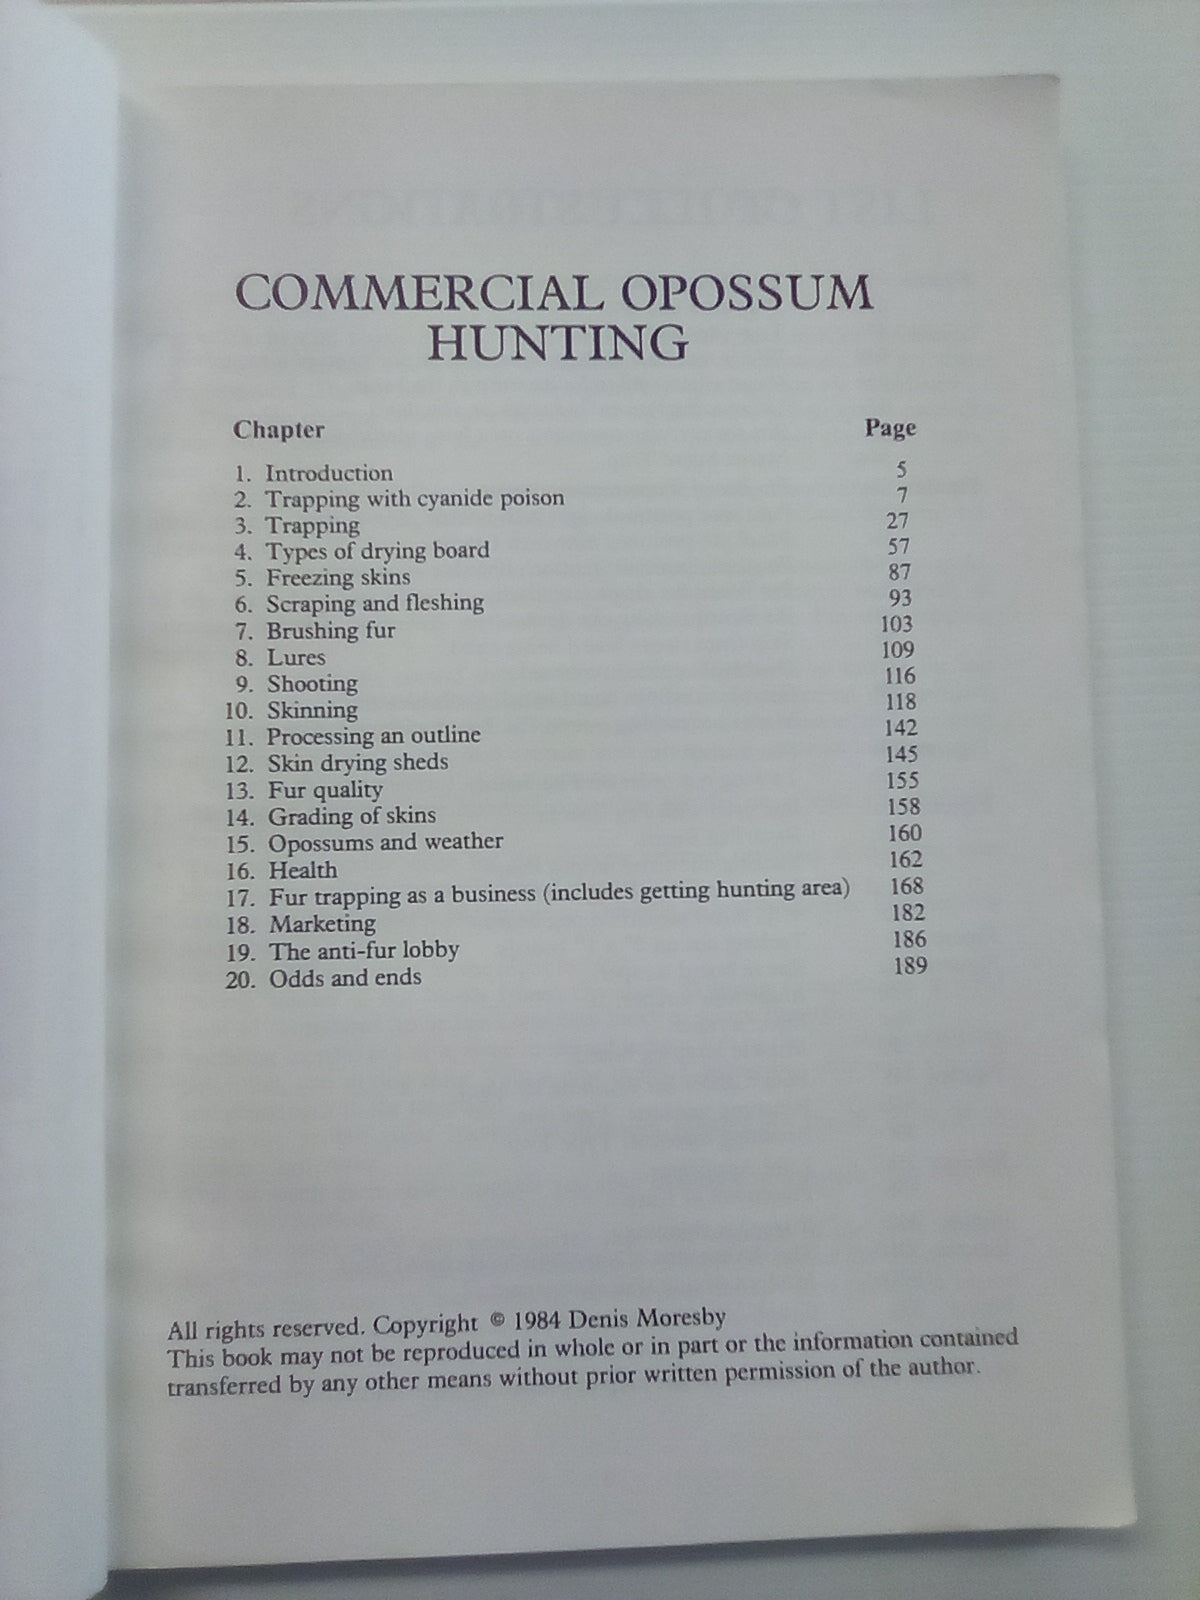 COMMERCIAL OPOSSUM
HUNTING
Chapter Page
1. Introduction 5
2. Trapping with cyanide poison 7
3. Trapping 27
4. Types of drying board 57
5. Freezing skins 87
6. Scraping and fleshing 93
7. Brushing fur 103
8. Lures 109
9. Shooting 116
10. Skinning 118
11. Processing an outline 142
12. Skin drying sheds 145
13. Fur quality 155
14. Grading of skins 158
15. Opossums and weather 160
16. Health 162
17. Fur trapping as a business (includes getting hunting area) 168
18. Marketing 182
19. The anti-fur lobby 186
20. Odds and ends 189
All rights reserved. Copyright © 1984 Denis Moresby
This book may not be reproduced in whole or in part or the information contained
transferred by any other means without prior written permission of the author.